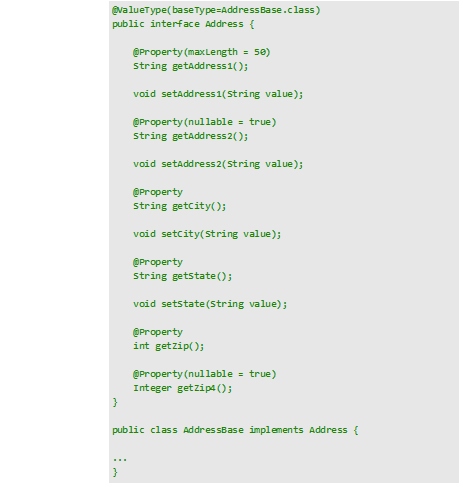 @ValueType(baseType=AddressBase.class)
public interface Address {
@Property(maxLength = 50)
String getAddress1();
void setAddress1(String value);
@Property(nullable = true)
String getAddress2();
void setAddress2(String value);
@Property
String getCity();
void setCity(String value);
@Property
String getState();
void setState(String value);
@Property
int getZip();
@Property(nullable = true)
Integer getZip4();
}
public class AddressBase implements Address {
...
}